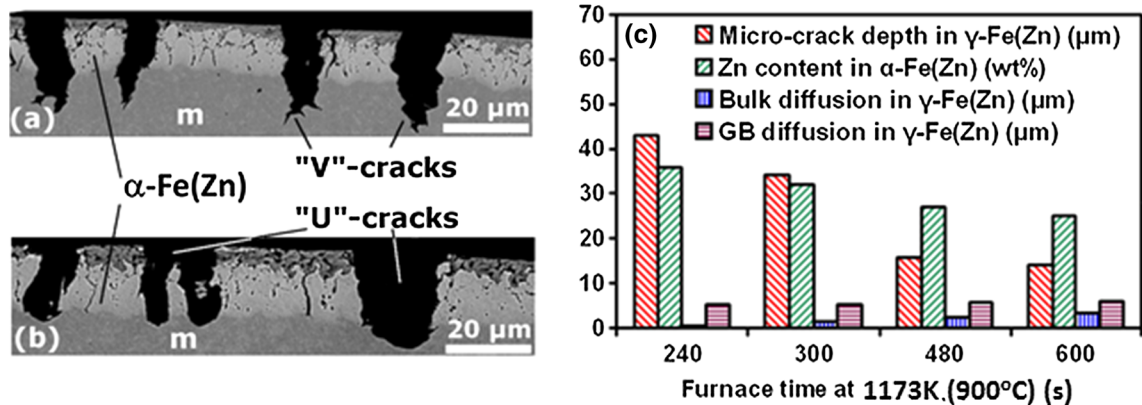 (a)
m
20 µm
"V"-cracks
α-Fe(Zn)
"U"-cracks
(b)
m
20 µm
(c)
70
60
50
40
30
20
10
0
Micro-crack depth in γ-Fe(Zn) (µm)
Zn content in α-Fe(Zn) (wt%)
Bulk diffusion in γ-Fe(Zn) (µm)
GB diffusion in γ-Fe(Zn) (µm)
240 300 480 600
Furnace time at 1173K.(900°C) (s)